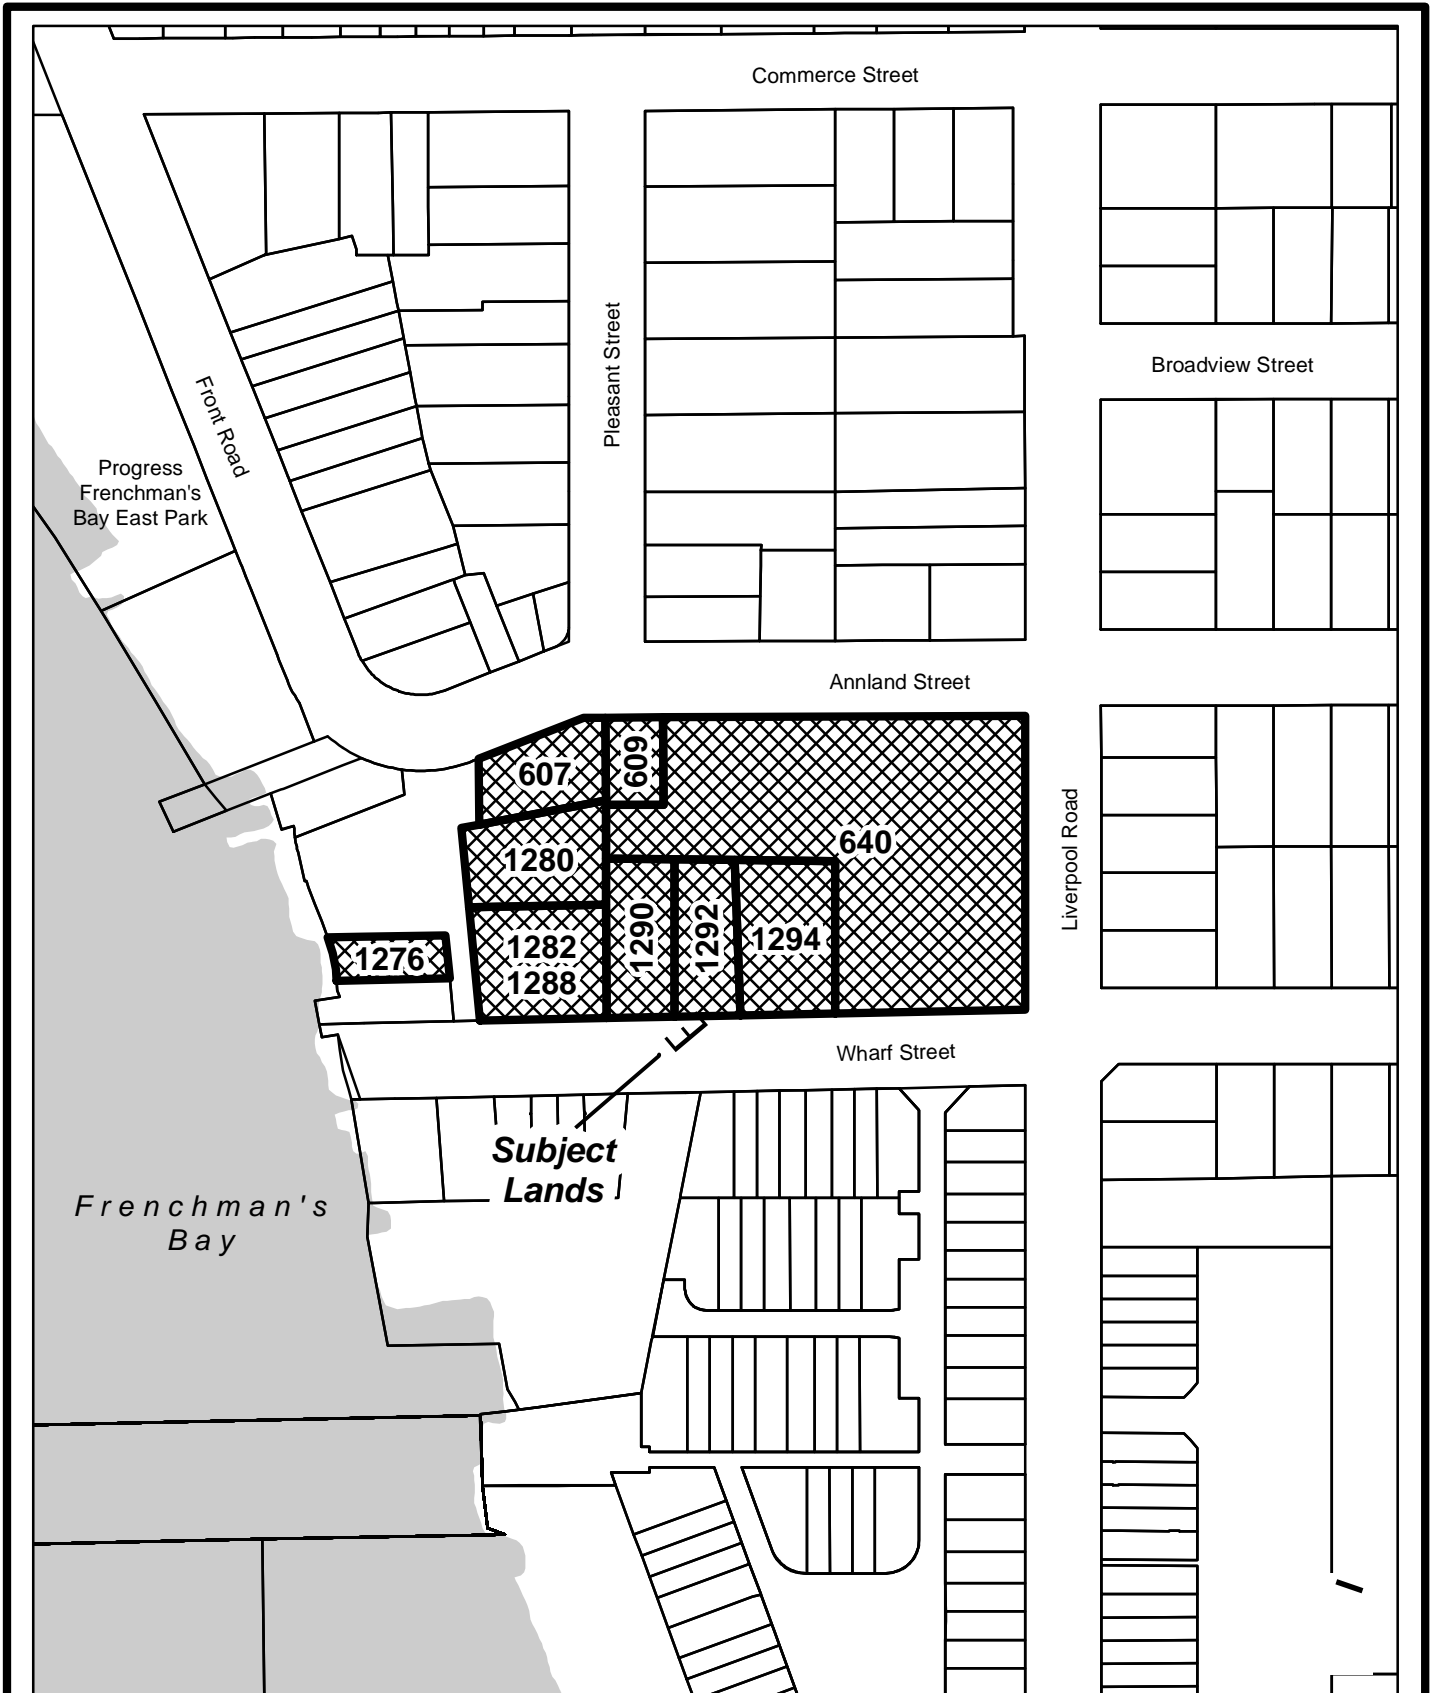 Commerce Street
Pleasant Street
Broadview Street
Front Road
Progress
Frenchman's
Bay East Park
Annland Street
607
609
640
Liverpool Road
1280
1290
1292
1294
1282
1288
1276
Wharf Street
Subject
Lands
Frenchman's
Bay